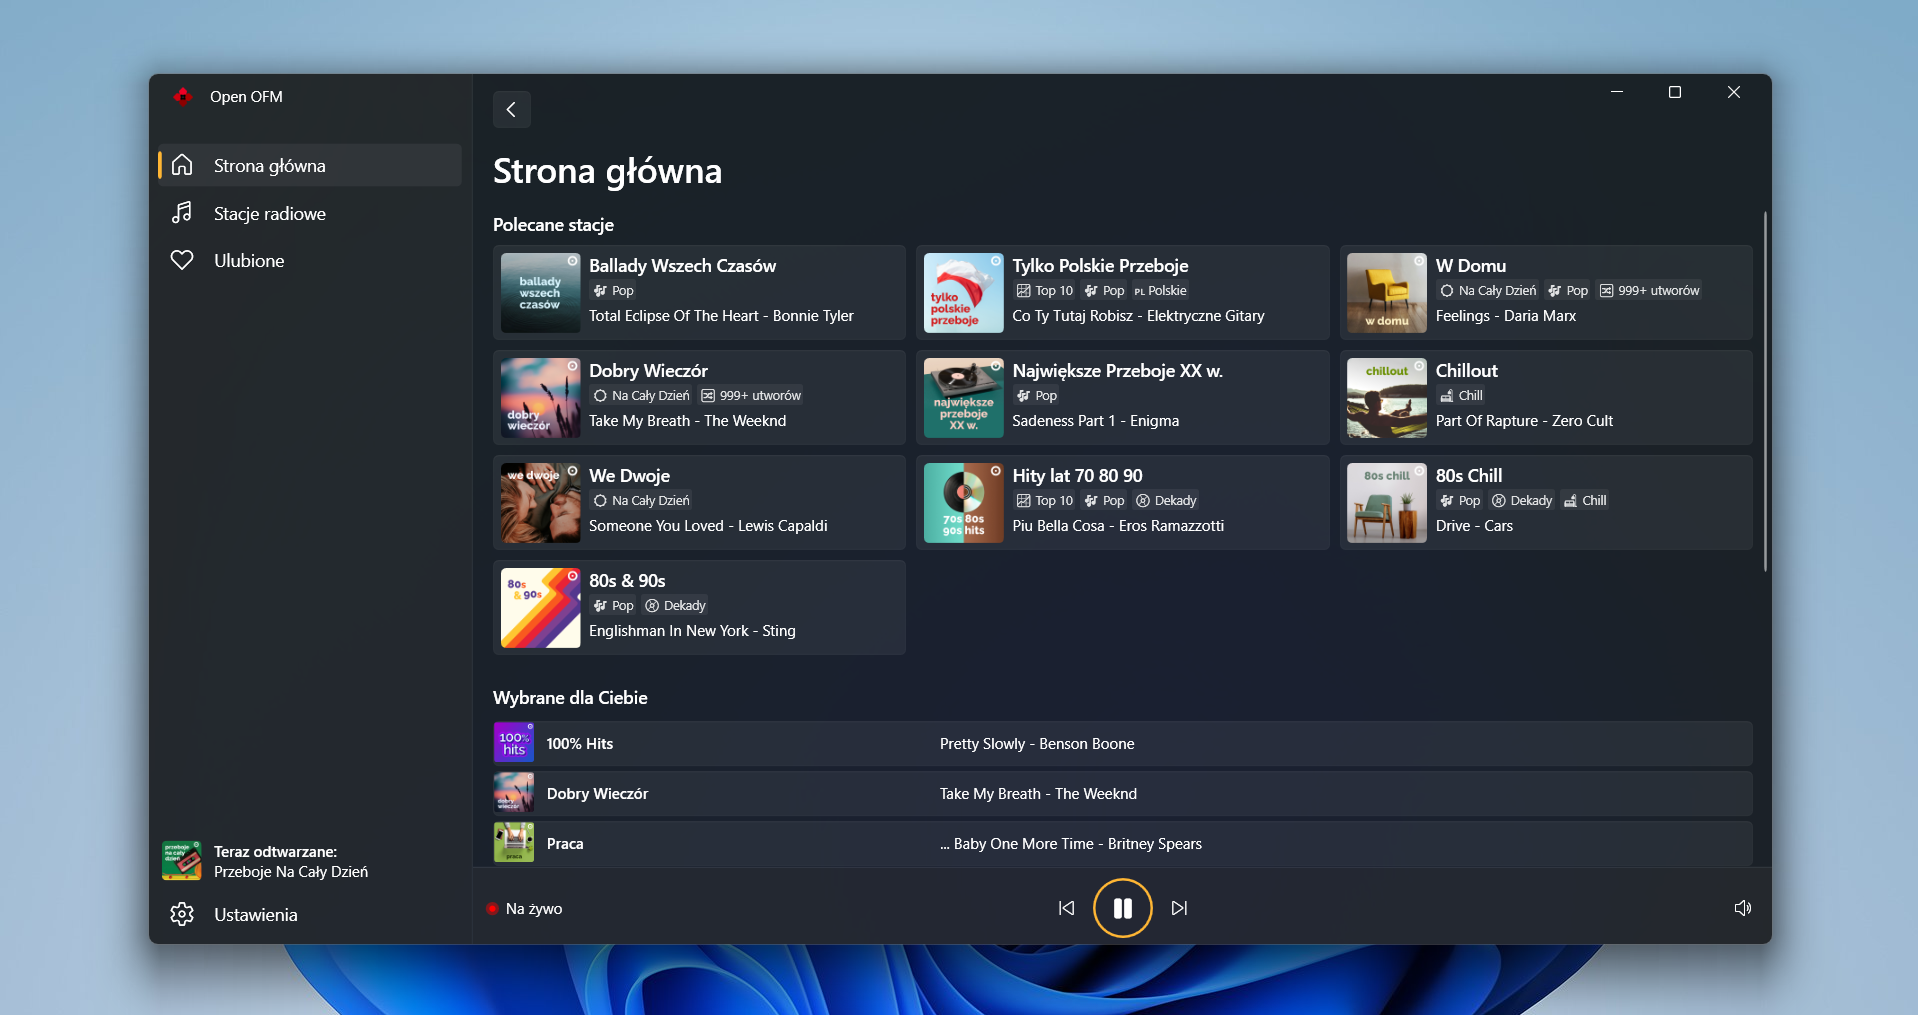 Open OFM
Strona główna
Stacje radiowe
Ulubione
Strona główna
Polecane stacje
ballady
wszech
czasów
Ballady Wszech Czasów
Pop
Total Eclipse Of The Heart - Bonnie Tyler
tylko
polskie
przeboje
Tylko Polskie Przeboje
Top 10 Pop PL Polskie
Co Ty Tutaj Robisz - Elektryczne Gitary
w domu
W Domu
Na Cały Dzień Pop 999+ utworów
Feelings - Daria Marx
dobry
wieczór
Dobry Wieczór
Na Cały Dzień 999+ utworów
Take My Breath - The Weeknd
największe
przeboje
XX w.
Największe Przeboje XX w.
Pop
Sadeness Part 1 - Enigma
chillout
Chillout
Chill
Part Of Rapture - Zero Cult
we dwoje
We Dwoje
Na Cały Dzień
Someone You Loved - Lewis Capaldi
70s 80s
90s hits
Hity lat 70 80 90
Top 10 Pop Dekady
Piu Bella Cosa - Eros Ramazzotti
80s chill
80s Chill
Pop Dekady Chill
Drive - Cars
80s
& 90s
80s & 90s
Pop Dekady
Englishman In New York - Sting
Wybrane dla Ciebie
100%
hits
100% Hits
Pretty Slowly - Benson Boone
dobry
wieczór
Dobry Wieczór
Take My Breath - The Weeknd
praca
Praca
... Baby One More Time - Britney Spears
przeboje
na cały
dzień
Teraz odtwarzane:
Przeboje Na Cały Dzień
Ustawienia
Na żywo